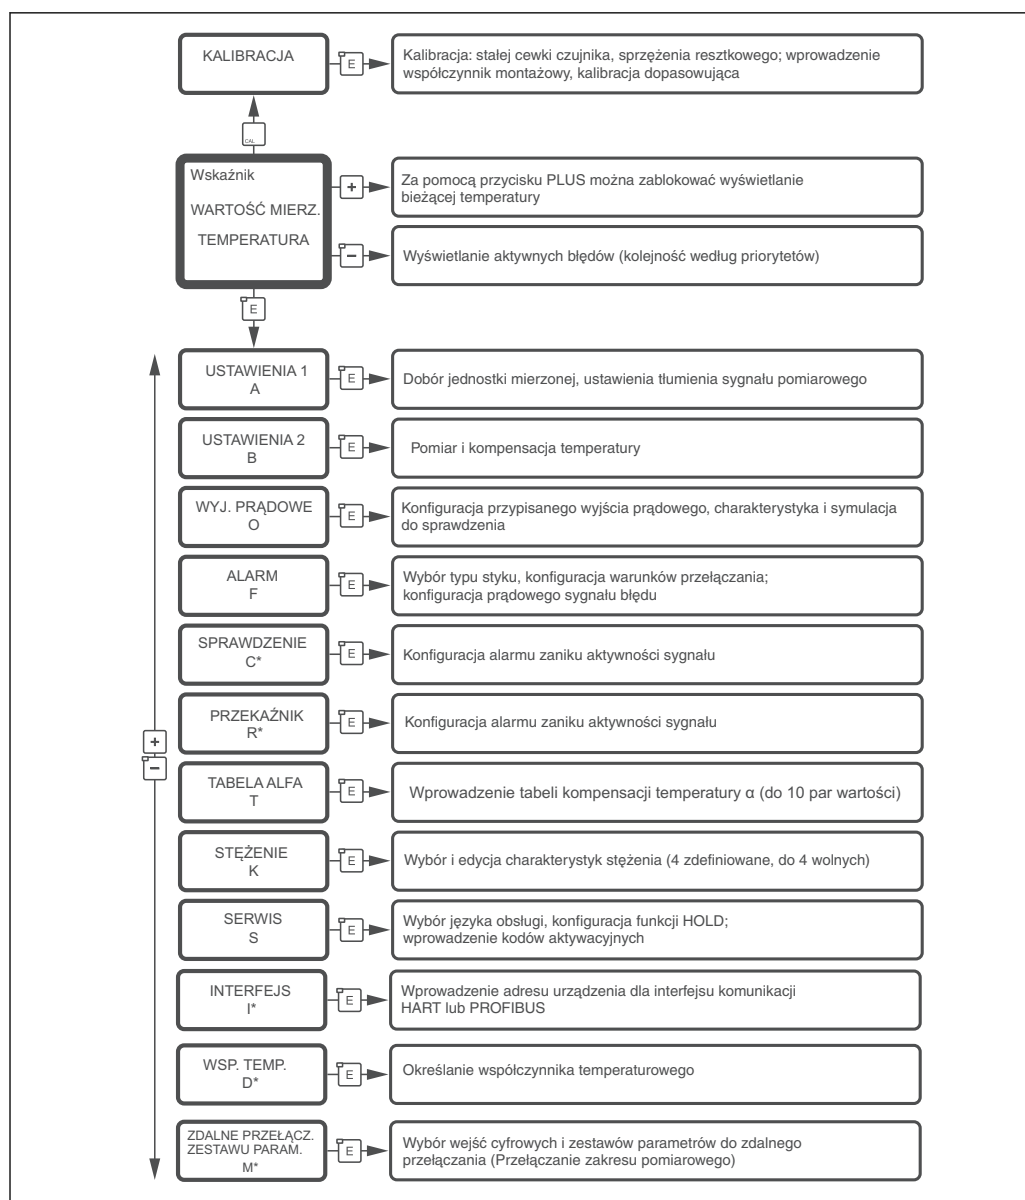 KALIBRACJA
E
Kalibracja: stałej cewki czujnika, sprzężenia resztkowego; wprowadzenie
współczynnik montażowy, kalibracja dopasowująca
CAL
Wskaźnik
WARTOŚĆ MIERZ.
TEMPERATURA
+
Za pomocą przycisku PLUS można zablokować wyświetlanie
bieżącej temperatury
−
Wyświetlanie aktywnych błędów (kolejność według priorytetów)
E
USTAWIENIA 1
A
E
Dobór jednostki mierzonej, ustawienia tłumienia sygnału pomiarowego
USTAWIENIA 2
B
E
Pomiar i kompensacja temperatury
WYJ. PRĄDOWE
O
E
Konfiguracja przypisanego wyjścia prądowego, charakterystyka i symulacja
do sprawdzenia
ALARM
F
E
Wybór typu styku, konfiguracja warunków przełączania;
konfiguracja prądowego sygnału błędu
SPRAWDZENIE
C*
E
Konfiguracja alarmu zaniku aktywności sygnału
PRZEKAŹNIK
R*
E
Konfiguracja alarmu zaniku aktywności sygnału
+
−
TABELA ALFA
T
E
Wprowadzenie tabeli kompensacji temperatury α (do 10 par wartości)
STĘŻENIE
K
E
Wybór i edycja charakterystyk stężenia (4 zdefiniowane, do 4 wolnych)
SERWIS
S
E
Wybór języka obsługi, konfiguracja funkcji HOLD;
wprowadzenie kodów aktywacyjnych
INTERFEJS
I*
E
Wprowadzenie adresu urządzenia dla interfejsu komunikacji
HART lub PROFIBUS
WSP. TEMP.
D*
E
Określanie współczynnika temperaturowego
ZDALNE PRZEŁĄCZ.
ZESTAWU PARAM.
M*
E
Wybór wejść cyfrowych i zestawów parametrów do zdalnego
przełączania (Przełączanie zakresu pomiarowego)